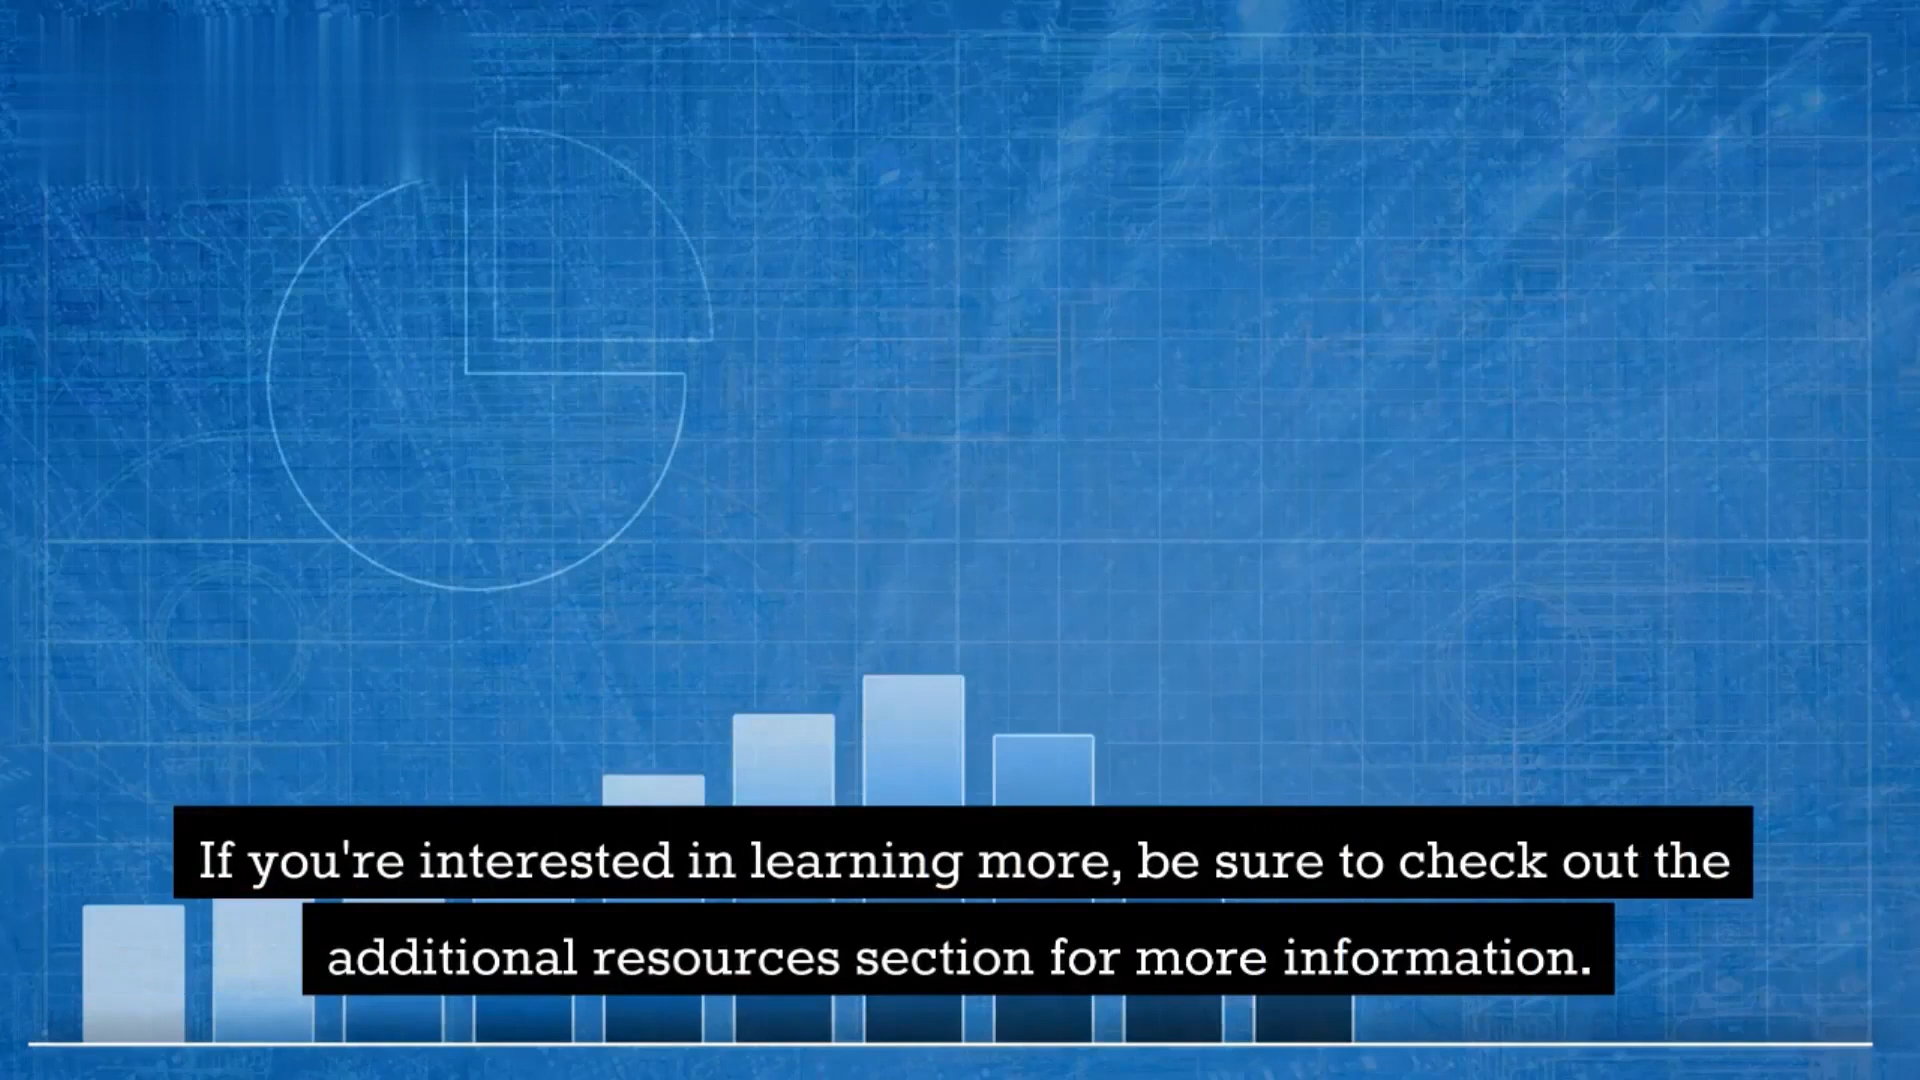 If you're interested in learning more, be sure to check out the
additional resources section for more information.